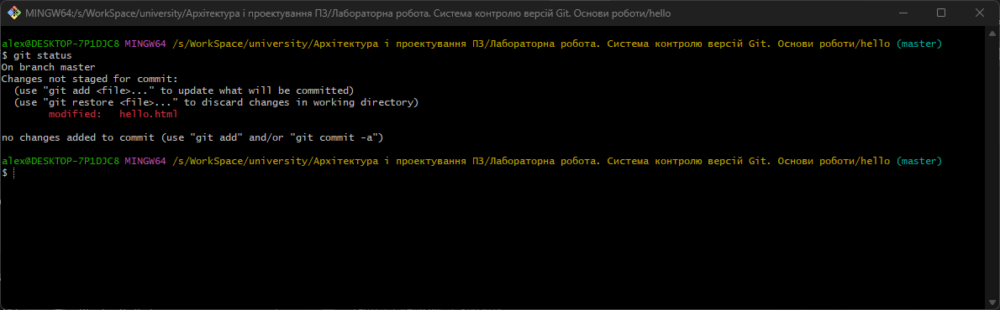 MINGW64:/s/WorkSpace/university/Архітектура і проектування ПЗ/Лабораторна робота. Система контролю версій Git. Основи роботи/hello
alex@DESKTOP-7P1DJC8 MINGW64 /s/WorkSpace/university/Архітектура і проектування ПЗ/Лабораторна робота. Система контролю версій Git. Основи роботи/hello (master)
$ git status
On branch master
Changes not staged for commit:
  (use "git add <file>..." to update what will be committed)
  (use "git restore <file>..." to discard changes in working directory)
        modified:   hello.html
no changes added to commit (use "git add" and/or "git commit -a")
alex@DESKTOP-7P1DJC8 MINGW64 /s/WorkSpace/university/Архітектура і проектування ПЗ/Лабораторна робота. Система контролю версій Git. Основи роботи/hello (master)
$